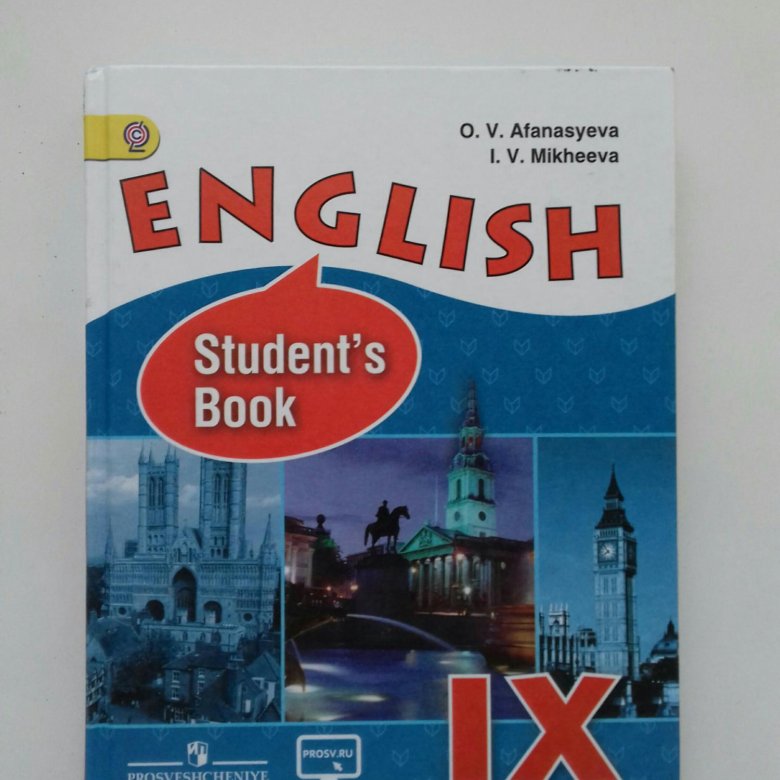 O. V. Afanasyeva
I. V. Mikheeva
ENGLISH
Student's
Book
IX
PROSV.RU
PROSVESHCHENIYE